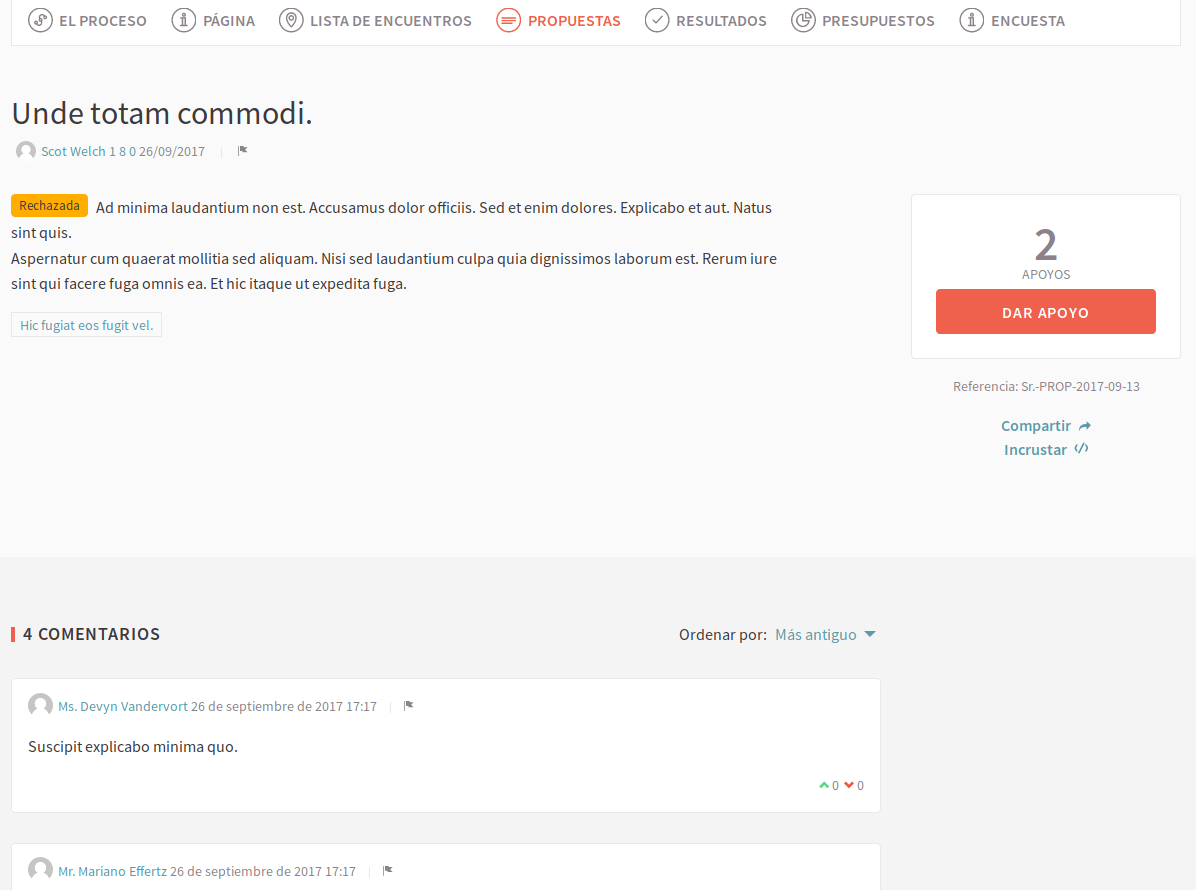 EL PROCESO PÁGINA LISTA DE ENCUENTROS PROPUESTAS RESULTADOS PRESUPUESTOS ENCUESTA
Unde totam commodi.
Scot Welch 1 8 0 26/09/2017
Rechazada Ad minima laudantium non est. Accusamus dolor officiis. Sed et enim dolores. Explicabo et aut. Natus
sint quis.
Aspernatur cum quaerat mollitia sed aliquam. Nisi sed laudantium culpa quia dignissimos laborum est. Rerum iure
sint qui facere fuga omnis ea. Et hic itaque ut expedita fuga.
Hic fugiat eos fugit vel.
2
APOYOS
DAR APOYO
Referencia: Sr.-PROP-2017-09-13
Compartir
Incrustar
4 COMENTARIOS
Ordenar por: Más antiguo
Ms. Devyn Vandervort 26 de septiembre de 2017 17:17
Suscipit explicabo minima quo.
0 0
Mr. Mariano Effertz 26 de septiembre de 2017 17:17